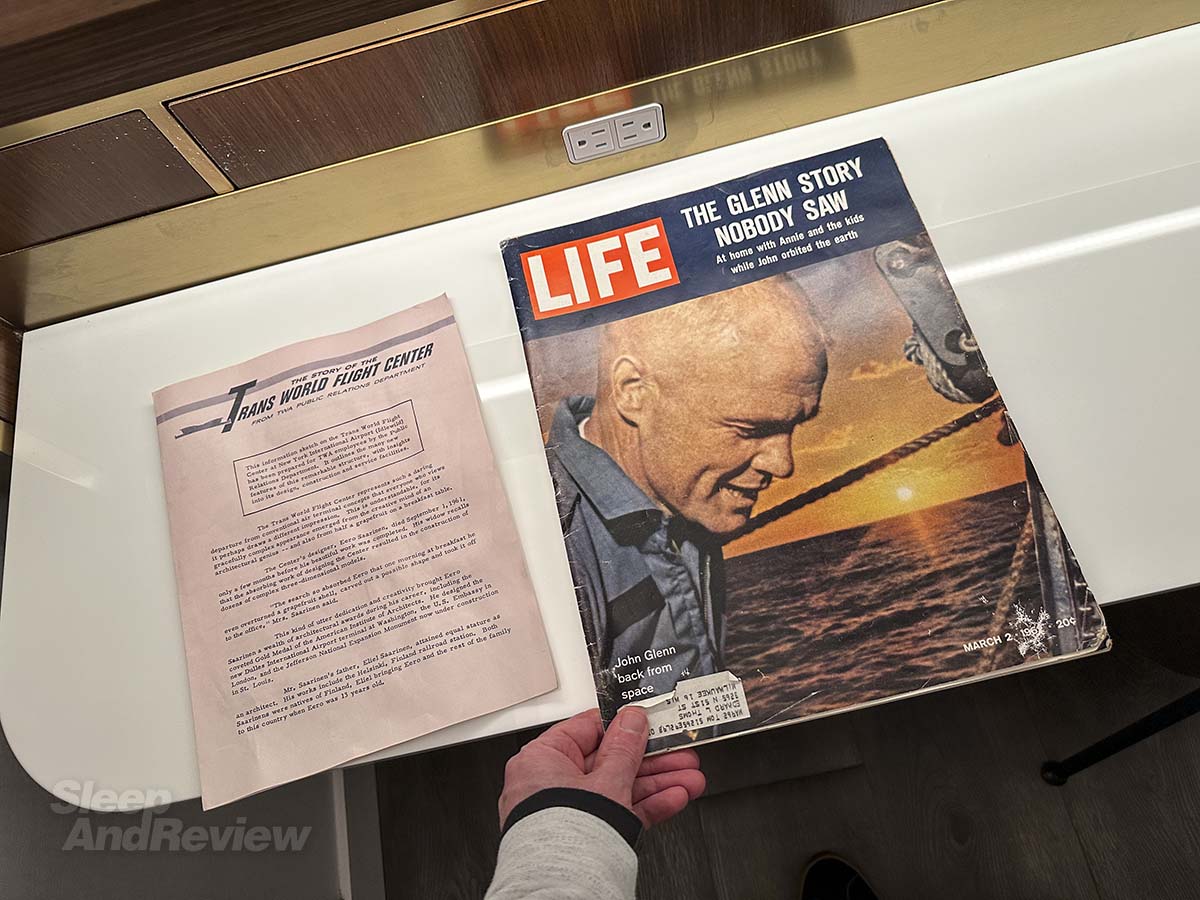 THE STORY OF THE
TRANS WORLD FLIGHT CENTER
FROM TWA PUBLIC RELATIONS DEPARTMENT
This information sketch on the Trans World Flight
Center at New York International Airport (Idlewild)
has been prepared for TWA employees by the Public
Relations Department. It outlines the many new
features of this remarkable structure, with insights
into its design, construction and service facilities.
The Trans World Flight Center represents such a daring
departure from conventional air terminal concepts that everyone who views
it perhaps draws a different impression. This is understandable, for its
gracefully complex appearance emerged from the creative mind of an
architectural genius -- and also from half a grapefruit on a breakfast table.
The Center's designer, Eero Saarinen, died September 1, 1961,
only a few months before his beautiful work was completed. His widow recalls
that the absorbing work of designing the Center resulted in the construction of
dozens of complex three-dimensional models.
"The search so absorbed Eero that one morning at breakfast he
even overturned a grapefruit shell, carved out a possible shape and took it off
to the office," Mrs. Saarinen said.
This kind of utter dedication and creativity brought Eero
Saarinen a wealth of architectural awards during his career, including the
coveted Gold Medal of the American Institute of Architects. He designed the
new Dulles International Airport terminal at Washington, the U.S. Embassy in
London, and the Jefferson National Expansion Monument now under construction
in St. Louis.
Mr. Saarinen's father, Eliel Saarinen, attained equal stature as
an architect. His works include the Helsinki, Finland railroad station. Both
Saarinens were natives of Finland, Eliel bringing Eero and the rest of the family
to this country when Eero was 13 years old.
LIFE
THE GLENN STORY
NOBODY SAW
At home with Annie and the kids
while John orbited the earth
John Glenn
back from
space
MARCH 2, 20¢
EDWARD L THOMS
MILWAUKEE 16 WIS
Sleep
AndReview